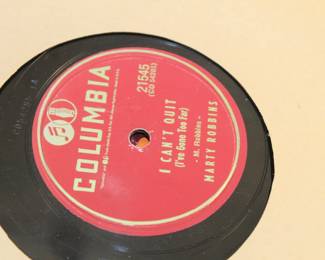 COLUMBIA
21545
I CAN'T QUIT
(I've Gone Too Far)
- M. Robbins -
MARTY ROBBINS